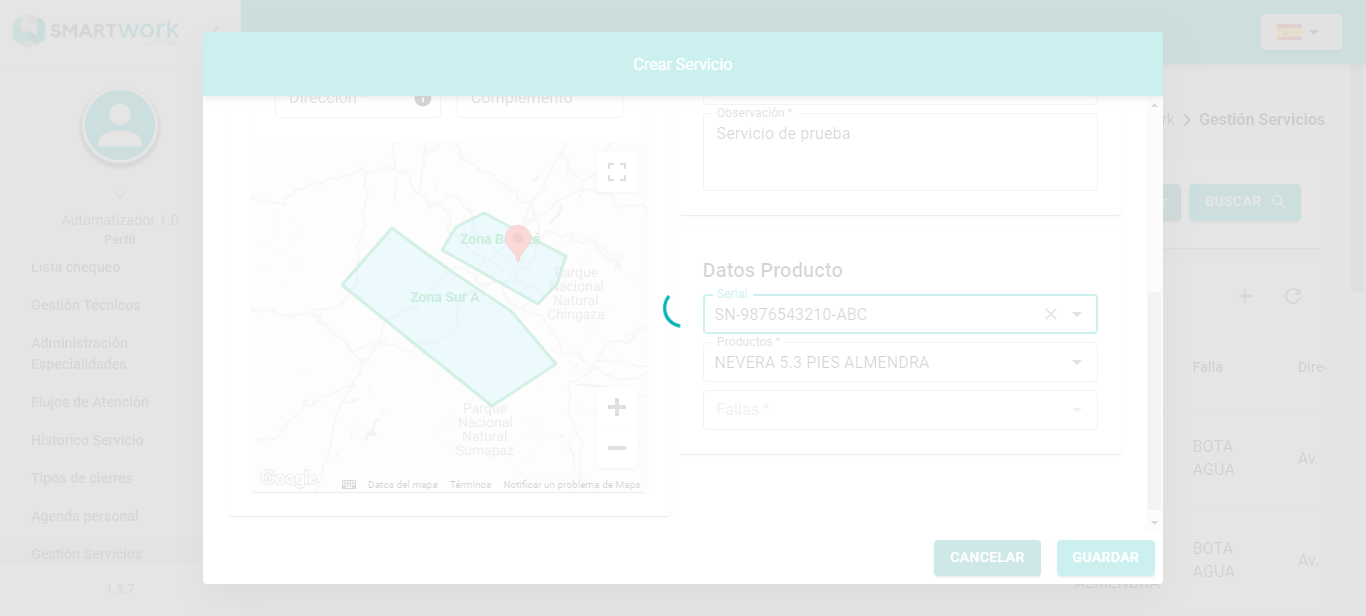 SMARTwork
Crear Servicio
Automatizador 1.0
Perfil
Lista chequeo
Gestión Técnicos
Administración
Especialidades
Flujos de Atención
Historico Servicio
Tipos de cierres
Agenda personal
Gestión Servicios
1.5.7
Dirección *
Complemento
Zona Sur A
Parque
Nacional
Natural
Chingaza
Parque
Nacional
Natural
Sumapaz
Google
Datos del mapa
Términos
Notificar un problema de Maps
Observación *
Servicio de prueba
Datos Producto
Serial
SN-9876543210-ABC
Productos *
NEVERA 5.3 PIES ALMENDRA
Fallas *
CANCELAR
GUARDAR
rk > Gestión Servicios
BUSCAR
Falla
Dire
BOTA
AGUA
Av.
BOTA
AGUA
Av.
ALMENDRA